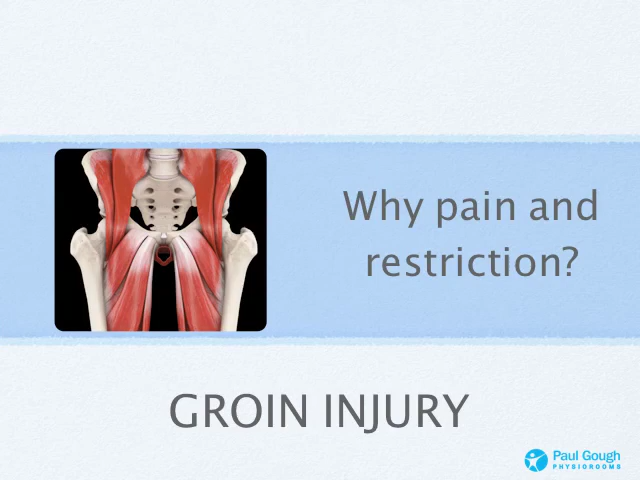 Why pain and
restriction?
GROIN INJURY
Paul Gough
PHYSIOROOMS